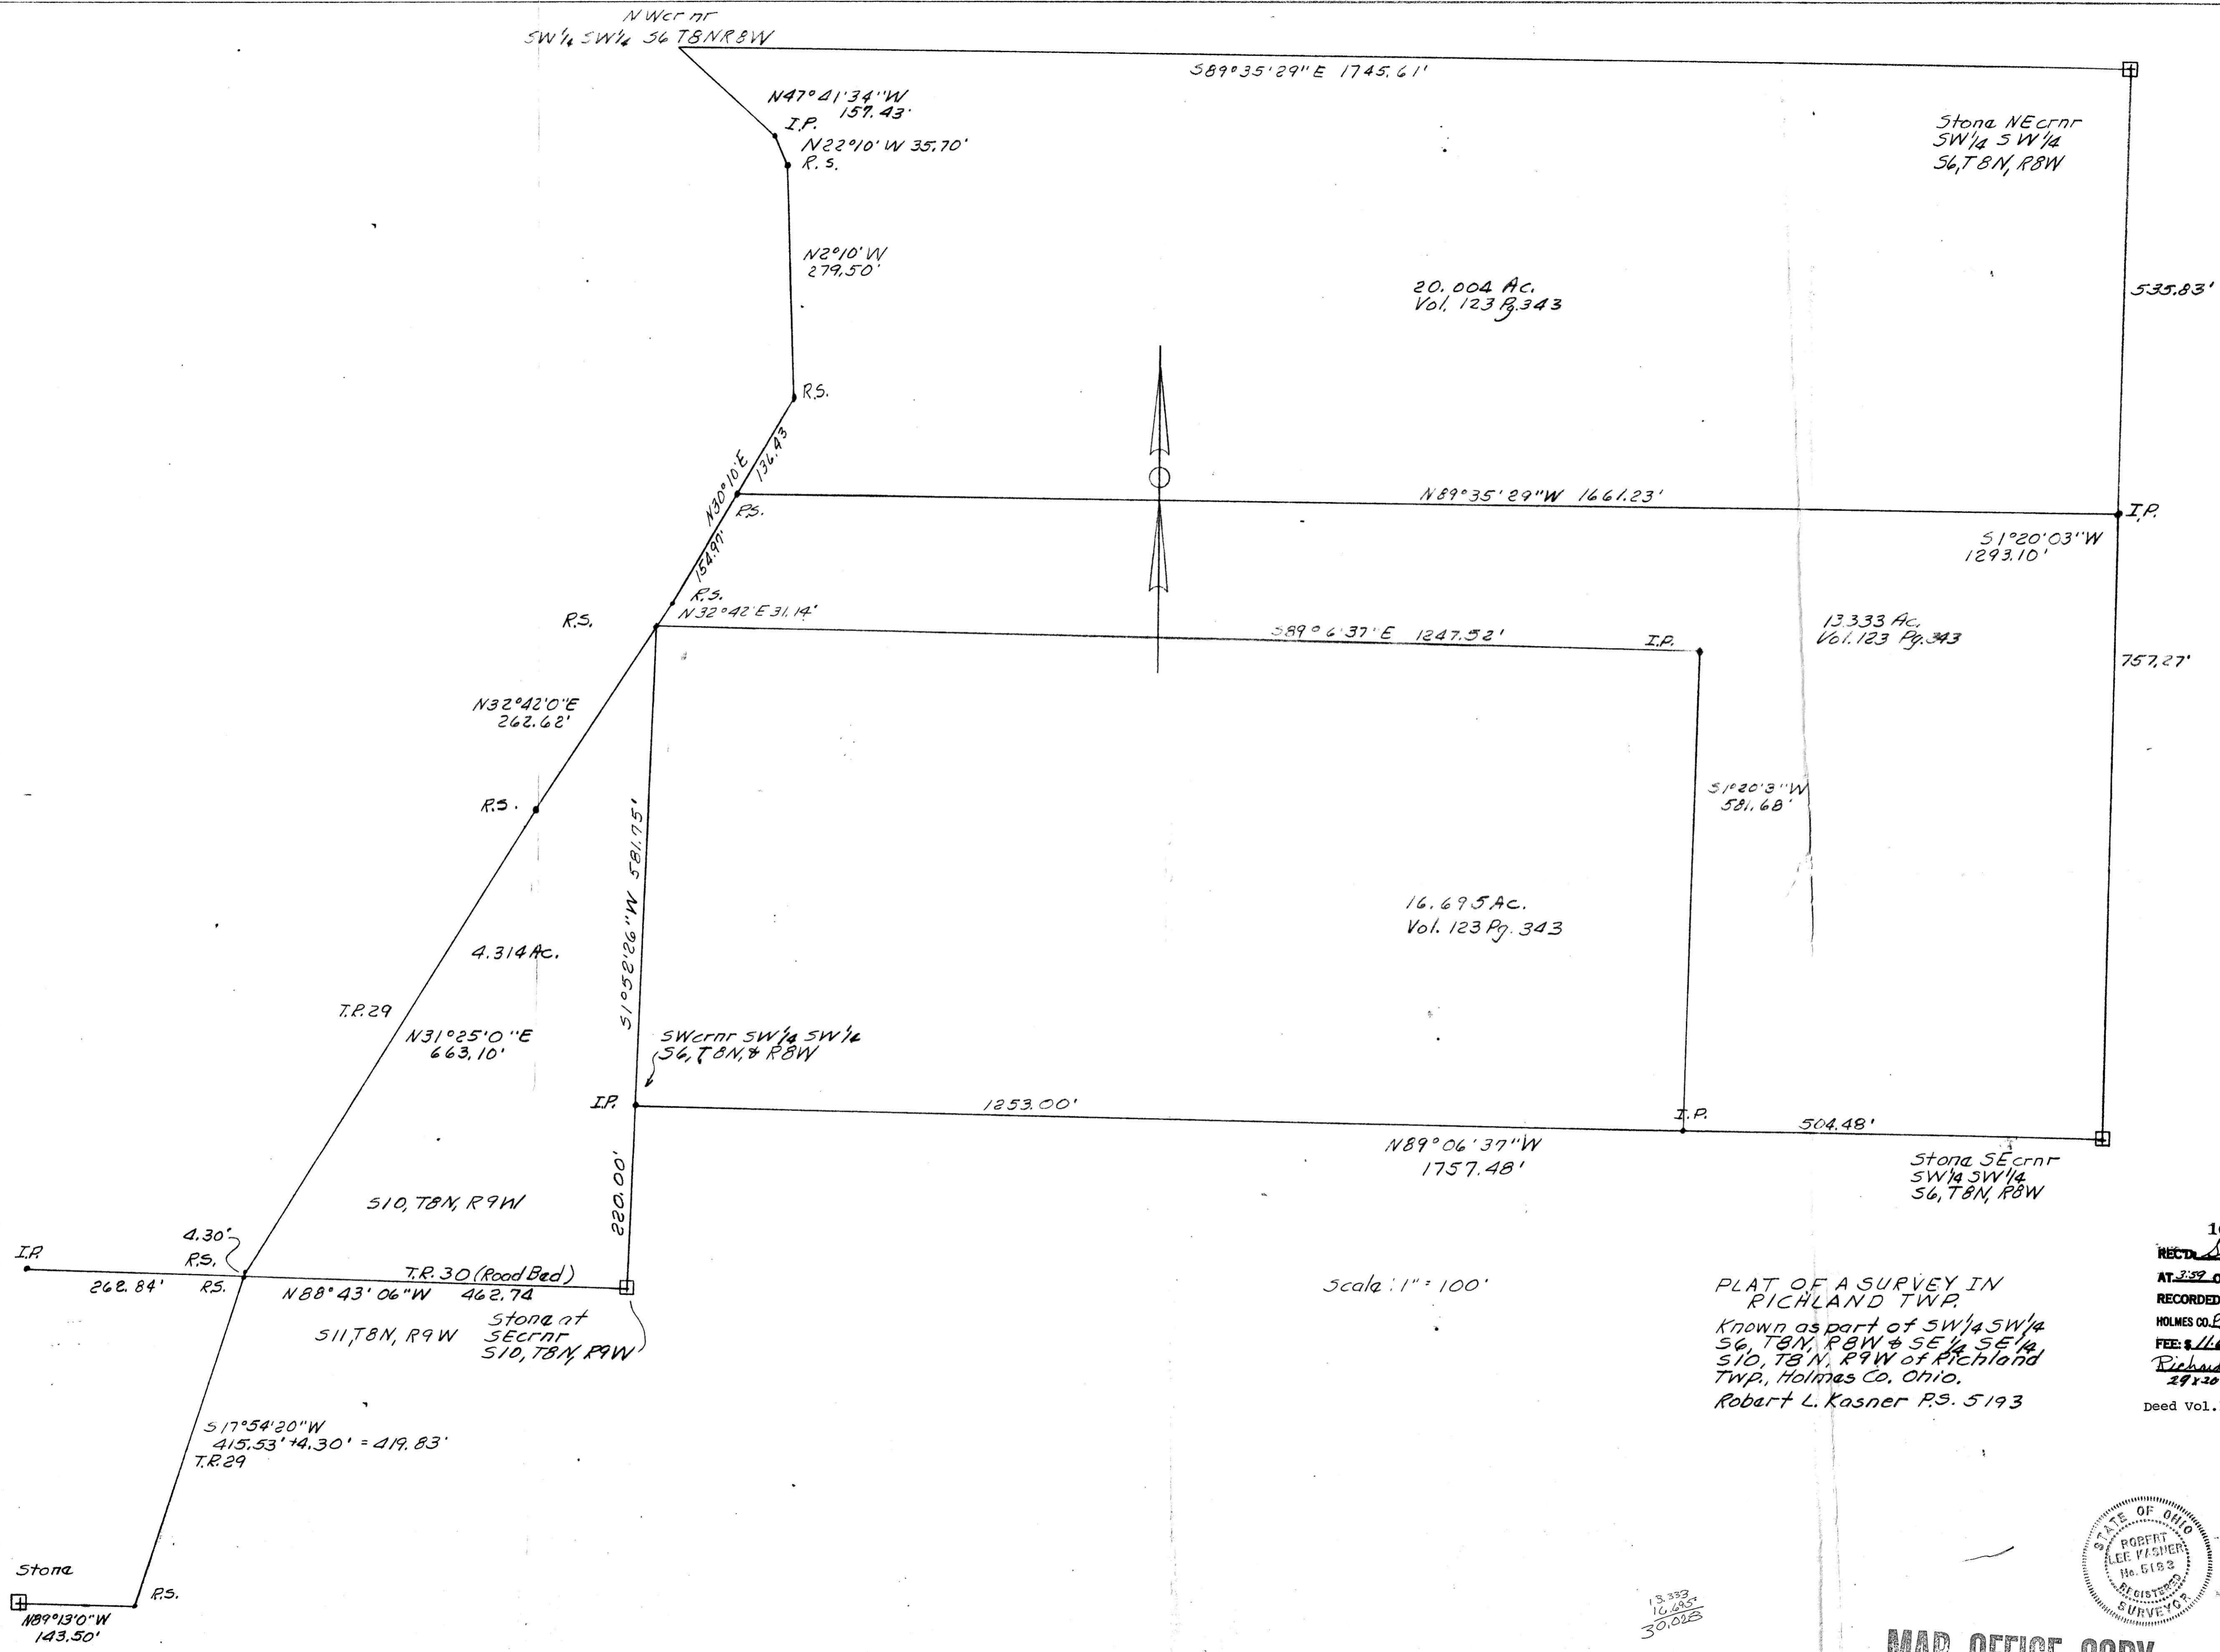 NWcrnr
SW¼ SW¼ S6 T8NR8W
S89°35'29"E 1745.61'
N47°41'34"W
157.43'
I.P.
N22°10'W 35.70'
R.S.
Stone NEcrnr
SW¼ SW¼
S6,T8N,R8W
N2°10'W
279.50'
20.004 Ac.
Vol. 123 Pg.343
535.83'
R.S.
N30°10'E
136.43
R.S.
N89°35'29"W 1661.23'
I.P.
S1°20'03"W
1293.10'
154.97'
R.S.
N32°42'E 31.14'
R.S.
S89°6'37"E 1247.52'
I.P.
13.333 Ac.
Vol.123 Pg.343
757.27'
N32°42'0"E
262.62'
R.S.
S1°20'3"W
581.68'
S1°52'26"W 581.75'
16.695 Ac.
Vol. 123 Pg. 343
4.314 Ac.
T.R.29
N31°25'0"E
663.10'
SWcrnr SW¼ SW¼
S6,T8N,& R8W
I.P.
1253.00'
I.P.
504.48'
N89°06'37"W
1757.48'
Stone SEcrnr
SW¼ SW¼
S6,T8N,R8W
220.00'
S10,T8N,R9W
4.30'
I.P.
R.S.
T.R.30 (Road Bed)
262.84'
R.S.
N88°43'06"W 462.74
Stone at
SEcrnr
S10,T8N,R9W
S11,T8N,R9W
Scale: 1" = 100'
PLAT OF A SURVEY IN
RICHLAND TWP.
Known as part of SW¼ SW¼
S6, T8N, R8W & SE¼ SE¼
S10, T8N, R9W of Richland
Twp., Holmes Co. Ohio.
Robert L. Kasner P.S. 5193
REC'D
AT 3:59 O
RECORDED
HOLMES CO.
FEE: $
29x20
Deed Vol.
S17°54'20"W
415.53'+4.30' = 419.83'
T.R.29
Stone
R.S.
N89°13'0"W
143.50'
13.333
16.695
30.028
STATE OF OHIO
ROBERT
LEE KASNER
No. 5193
REGISTERED
SURVEYOR
MAP OFFICE COPY